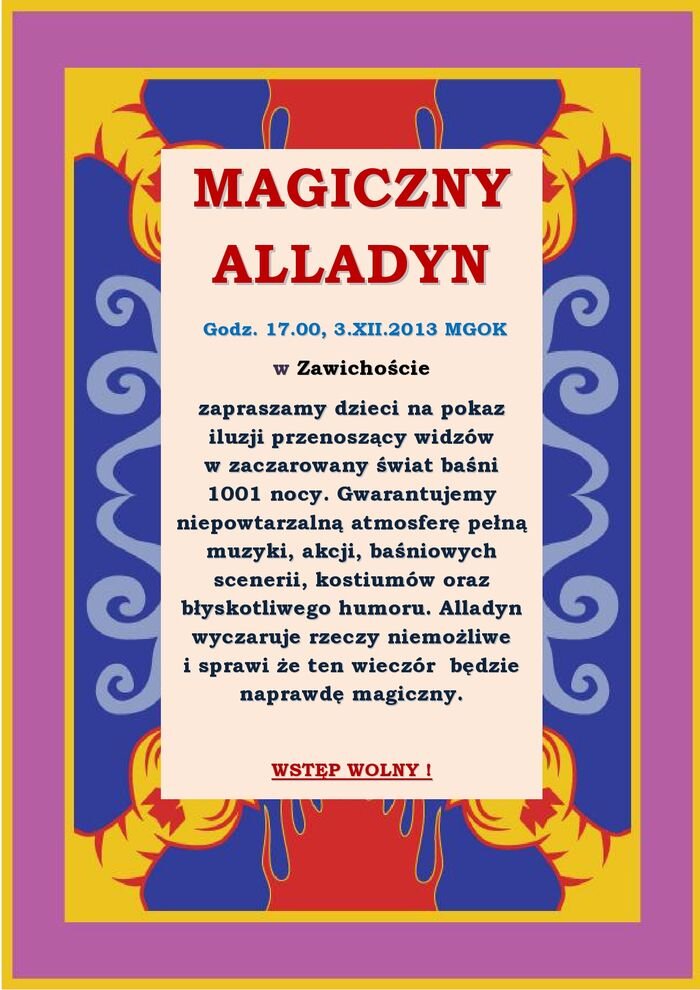 MAGICZNY
ALLADYN
Godz. 17.00, 3.XII.2013 MGOK
w Zawichoście
zapraszamy dzieci na pokaz
iluzji przenoszący widzów
w zaczarowany świat baśni
1001 nocy. Gwarantujemy
niepowtarzalną atmosferę pełną
muzyki, akcji, baśniowych
scenerii, kostiumów oraz
błyskotliwego humoru. Alladyn
wyczaruje rzeczy niemożliwe
i sprawi że ten wieczór  będzie
naprawdę magiczny.
WSTĘP WOLNY !